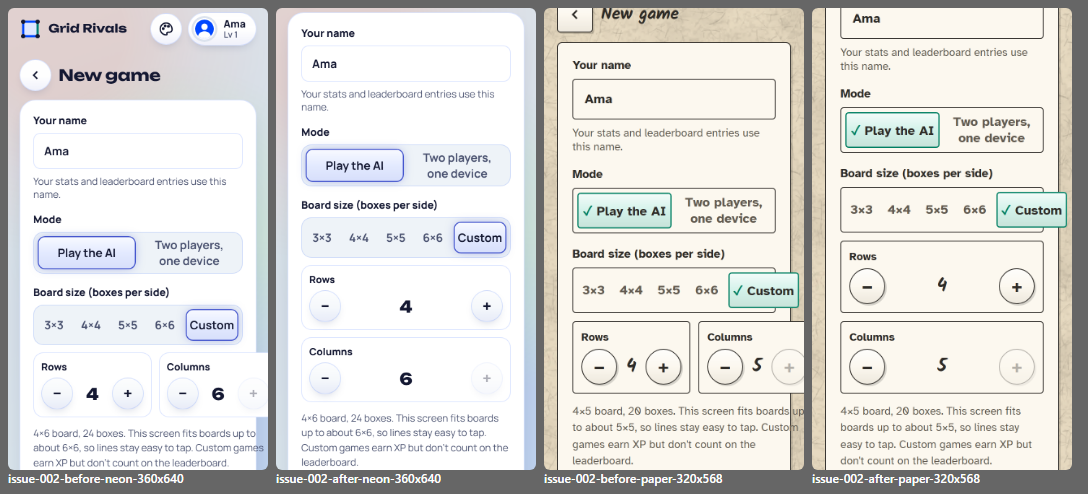 Grid Rivals
Ama
Lv 1
New game
Your name
Ama
Your stats and leaderboard entries use this
name.
Mode
Play the AI
Two players,
one device
Board size (boxes per side)
3×3 4×4 5×5 6×6 Custom
Rows
− 4 +
Columns
− 6 +
4×6 board, 24 boxes. This screen fits boards up to
about 6×6, so lines stay easy to tap. Custom games
earn XP but don't count on the leaderboard.
issue-002-before-neon-360x640
Your name
Ama
Your stats and leaderboard entries use this
name.
Mode
Play the AI
Two players,
one device
Board size (boxes per side)
3×3 4×4 5×5 6×6 Custom
Rows
− 4 +
Columns
− 6 +
4×6 board, 24 boxes. This screen fits boards
up to about 6×6, so lines stay easy to tap.
Custom games earn XP but don't count on the
leaderboard.
issue-002-after-neon-360x640
New game
Your name
Ama
Your stats and leaderboard entries use
this name.
Mode
✓ Play the AI
Two players,
one device
Board size (boxes per side)
3×3 4×4 5×5 6×6 ✓ Custom
Rows
− 4 +
Columns
− 5 +
4×5 board, 20 boxes. This screen fits boards up
to about 5×5, so lines stay easy to tap. Custom
games earn XP but don't count on the
leaderboard.
issue-002-before-paper-320x568
Ama
Your stats and leaderboard entries use
this name.
Mode
✓ Play the AI
Two players,
one device
Board size (boxes per side)
3×3 4×4 5×5 6×6 ✓ Custom
Rows
− 4 +
Columns
− 5 +
4×5 board, 20 boxes. This screen fits
boards up to about 5×5, so lines stay
easy to tap. Custom games earn XP but
don't count on the leaderboard.
issue-002-after-paper-320x568